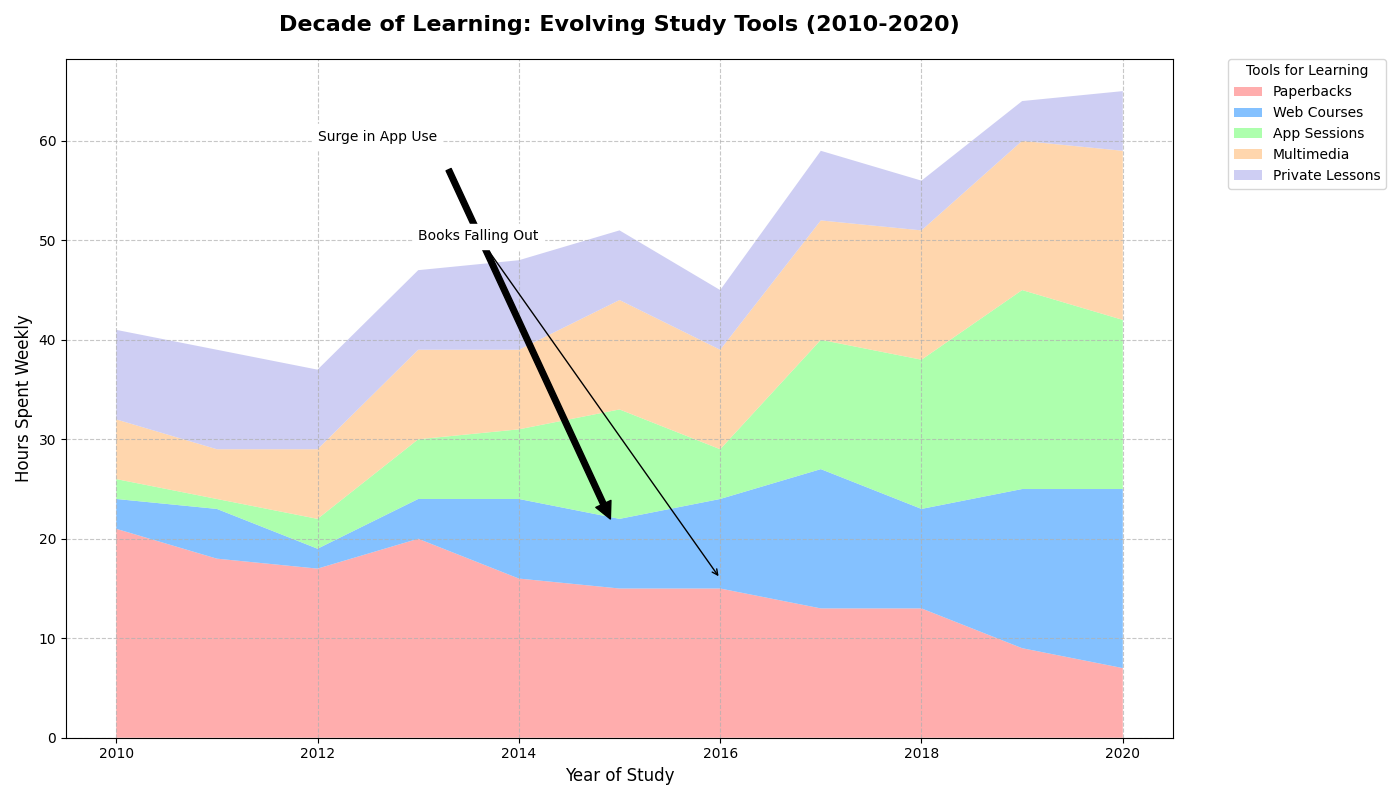 Decade of Learning: Evolving Study Tools (2010-2020)
Tools for Learning
Paperbacks
Web Courses
App Sessions
Multimedia
Private Lessons
Surge in App Use
Books Falling Out
Hours Spent Weekly
60
50
40
30
20
10
0
2010 2012 2014 2016 2018 2020
Year of Study